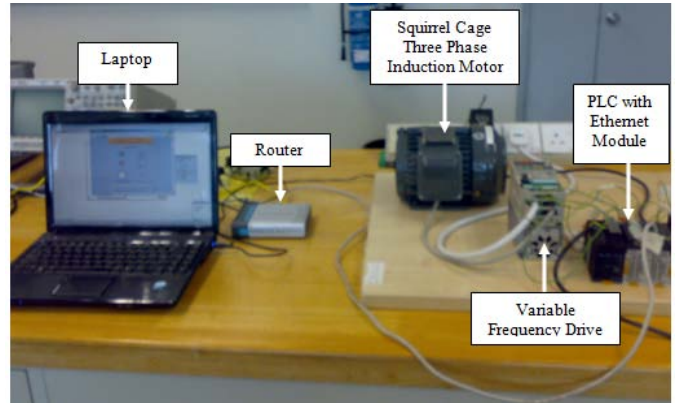 Squirrel Cage
Three Phase
Induction Motor
Laptop
PLC with
Ethernet
Module
Router
Variable
Frequency Drive